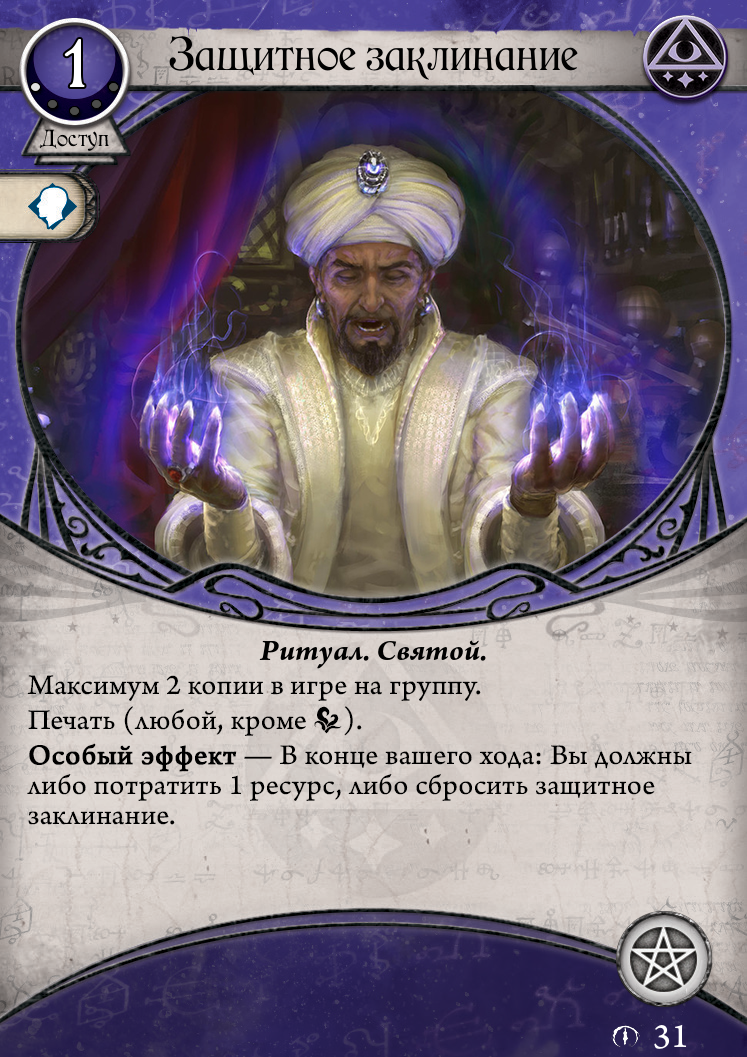 1
Защитное заклинание
Доступ
Ритуал. Святой.
Максимум 2 копии в игре на группу.
Печать (любой, кроме ).
Особый эффект — В конце вашего хода: Вы должны
либо потратить 1 ресурс, либо сбросить защитное
заклинание.
31